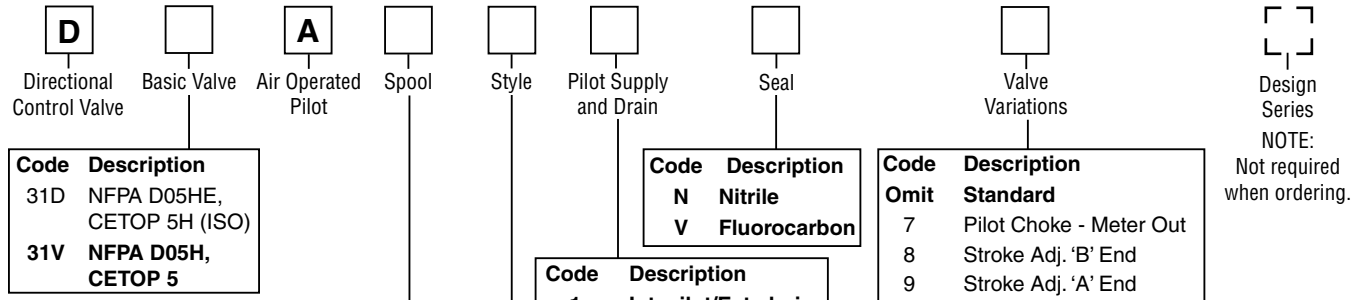 D A
Directional Control Valve
Basic Valve
Air Operated Pilot
Spool
Style
Pilot Supply and Drain
Seal
Valve Variations
Design Series
NOTE:
Not required
when ordering.
Code Description
31D NFPA D05HE,
CETOP 5H (ISO)
31V NFPA D05H,
CETOP 5
Code Description
Code Description
N Nitrile
V Fluorocarbon
Code Description
Omit Standard
7 Pilot Choke - Meter Out
8 Stroke Adj. ‘B’ End
9 Stroke Adj. ‘A’ End